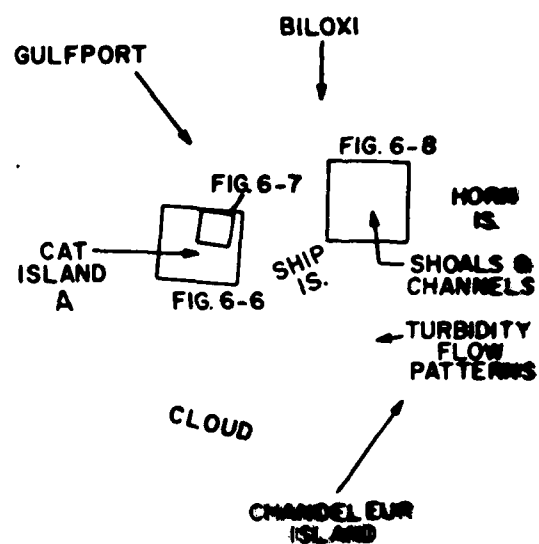 BILOXI
GULFPORT
FIG. 6-8
FIG. 6-7
HORN
IS.
CAT
ISLAND
A
SHIP
IS.
SHOALS &
CHANNELS
FIG. 6-6
TURBIDITY
FLOW
PATTERNS
CLOUD
CHANDELEUR
ISLAND